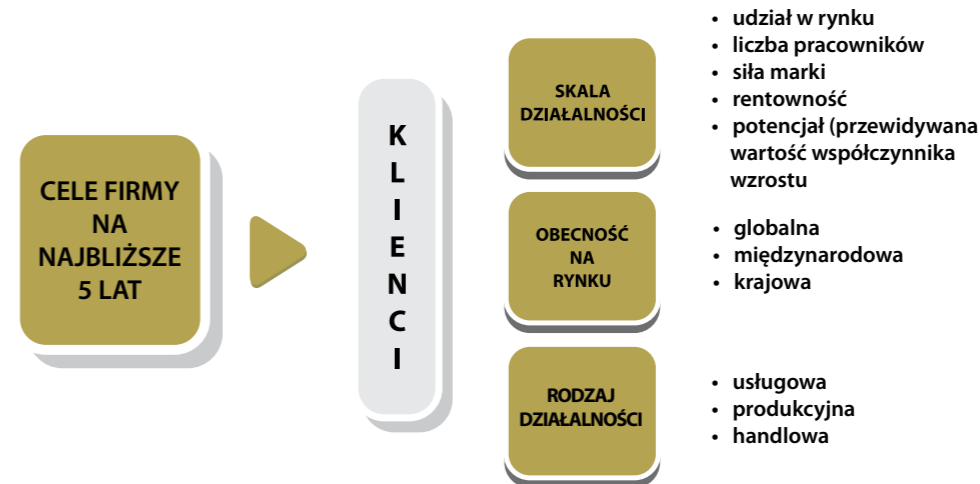 CELE FIRMY
NA
NAJBLIŻSZE
5 LAT
K
L
I
E
N
C
I
SKALA
DZIAŁALNOŚCI
• udział w rynku
• liczba pracowników
• siła marki
• rentowność
• potencjał (przewidywana
wartość współczynnika
wzrostu
OBECNOŚĆ
NA
RYNKU
• globalna
• międzynarodowa
• krajowa
RODZAJ
DZIAŁALNOŚCI
• usługowa
• produkcyjna
• handlowa